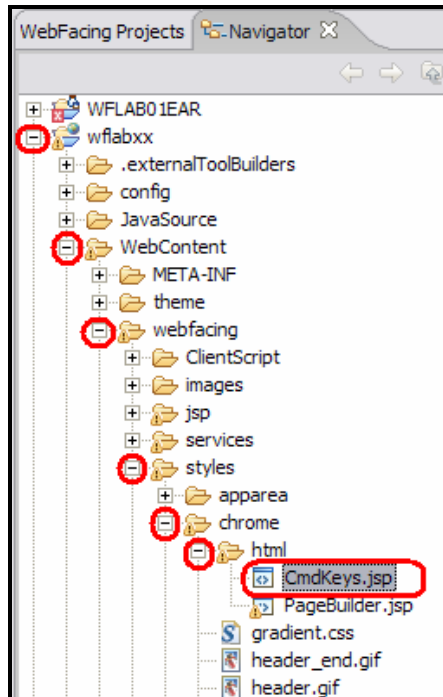 WebFacing Projects Navigator
WFLAB01EAR
wflabxx
.externalToolBuilders
config
JavaSource
WebContent
META-INF
theme
webfacing
ClientScript
images
jsp
services
styles
apparea
chrome
html
CmdKeys.jsp
PageBuilder.jsp
gradient.css
header_end.gif
header.gif